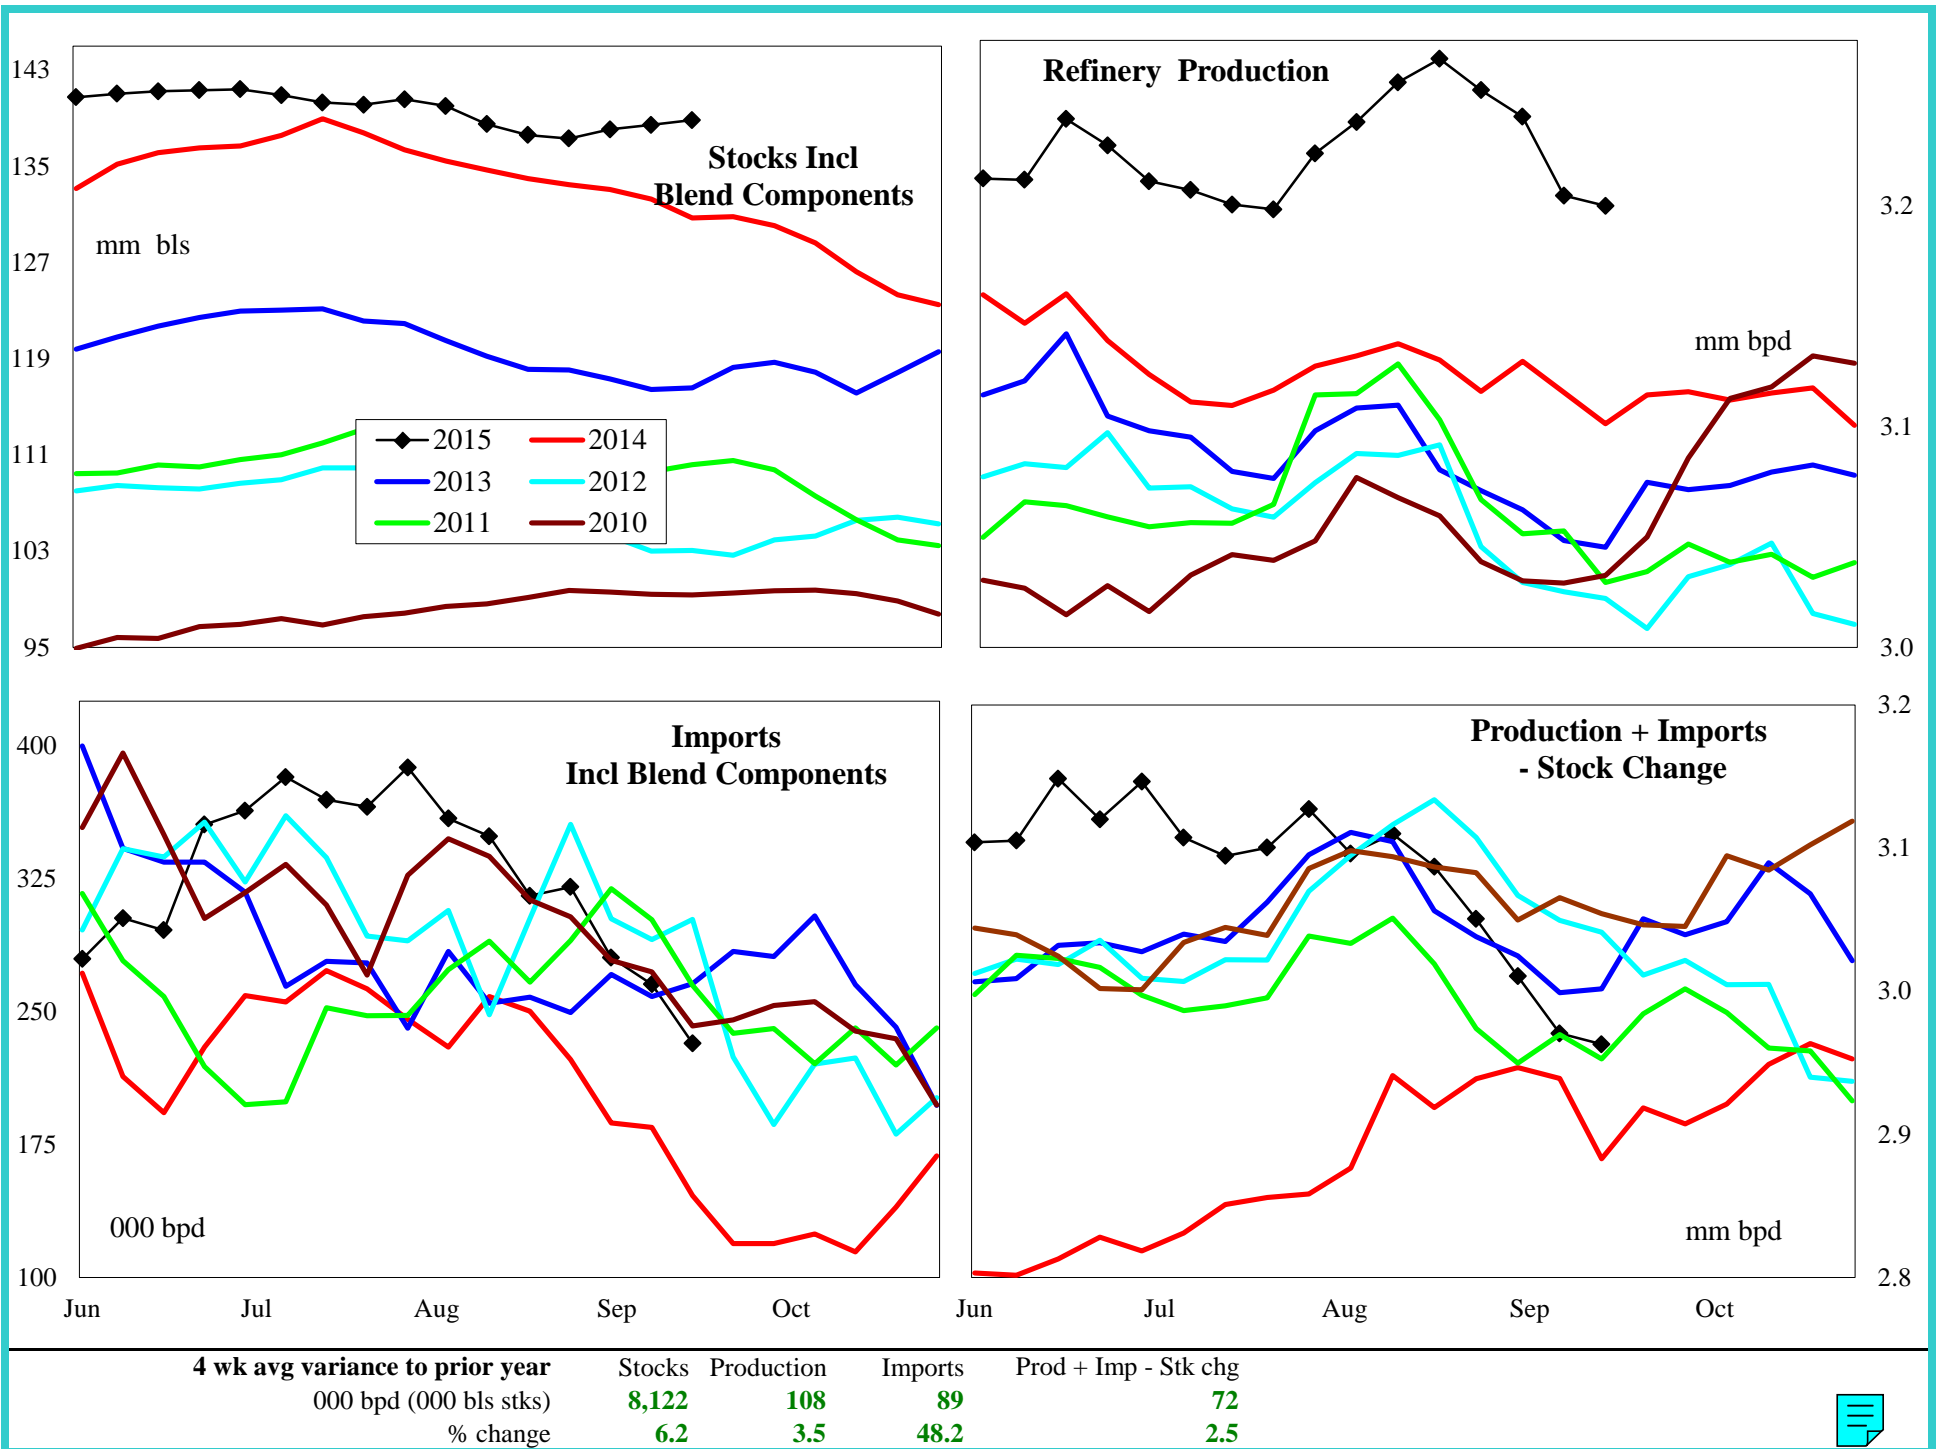 143
135
127
119
111
103
95
Stocks Incl
Blend Components
mm bls
2015 2014
2013 2012
2011 2010
Refinery Production
mm bpd
3.2
3.1
3.0
400
325
250
175
100
Imports
Incl Blend Components
000 bpd
Jun Jul Aug Sep Oct
Production + Imports
- Stock Change
mm bpd
3.2
3.1
3.0
2.9
2.8
Jun Jul Aug Sep Oct
4 wk avg variance to prior year Stocks Production Imports Prod + Imp - Stk chg
000 bpd (000 bls stks) 8,122 108 89 72
% change 6.2 3.5 48.2 2.5